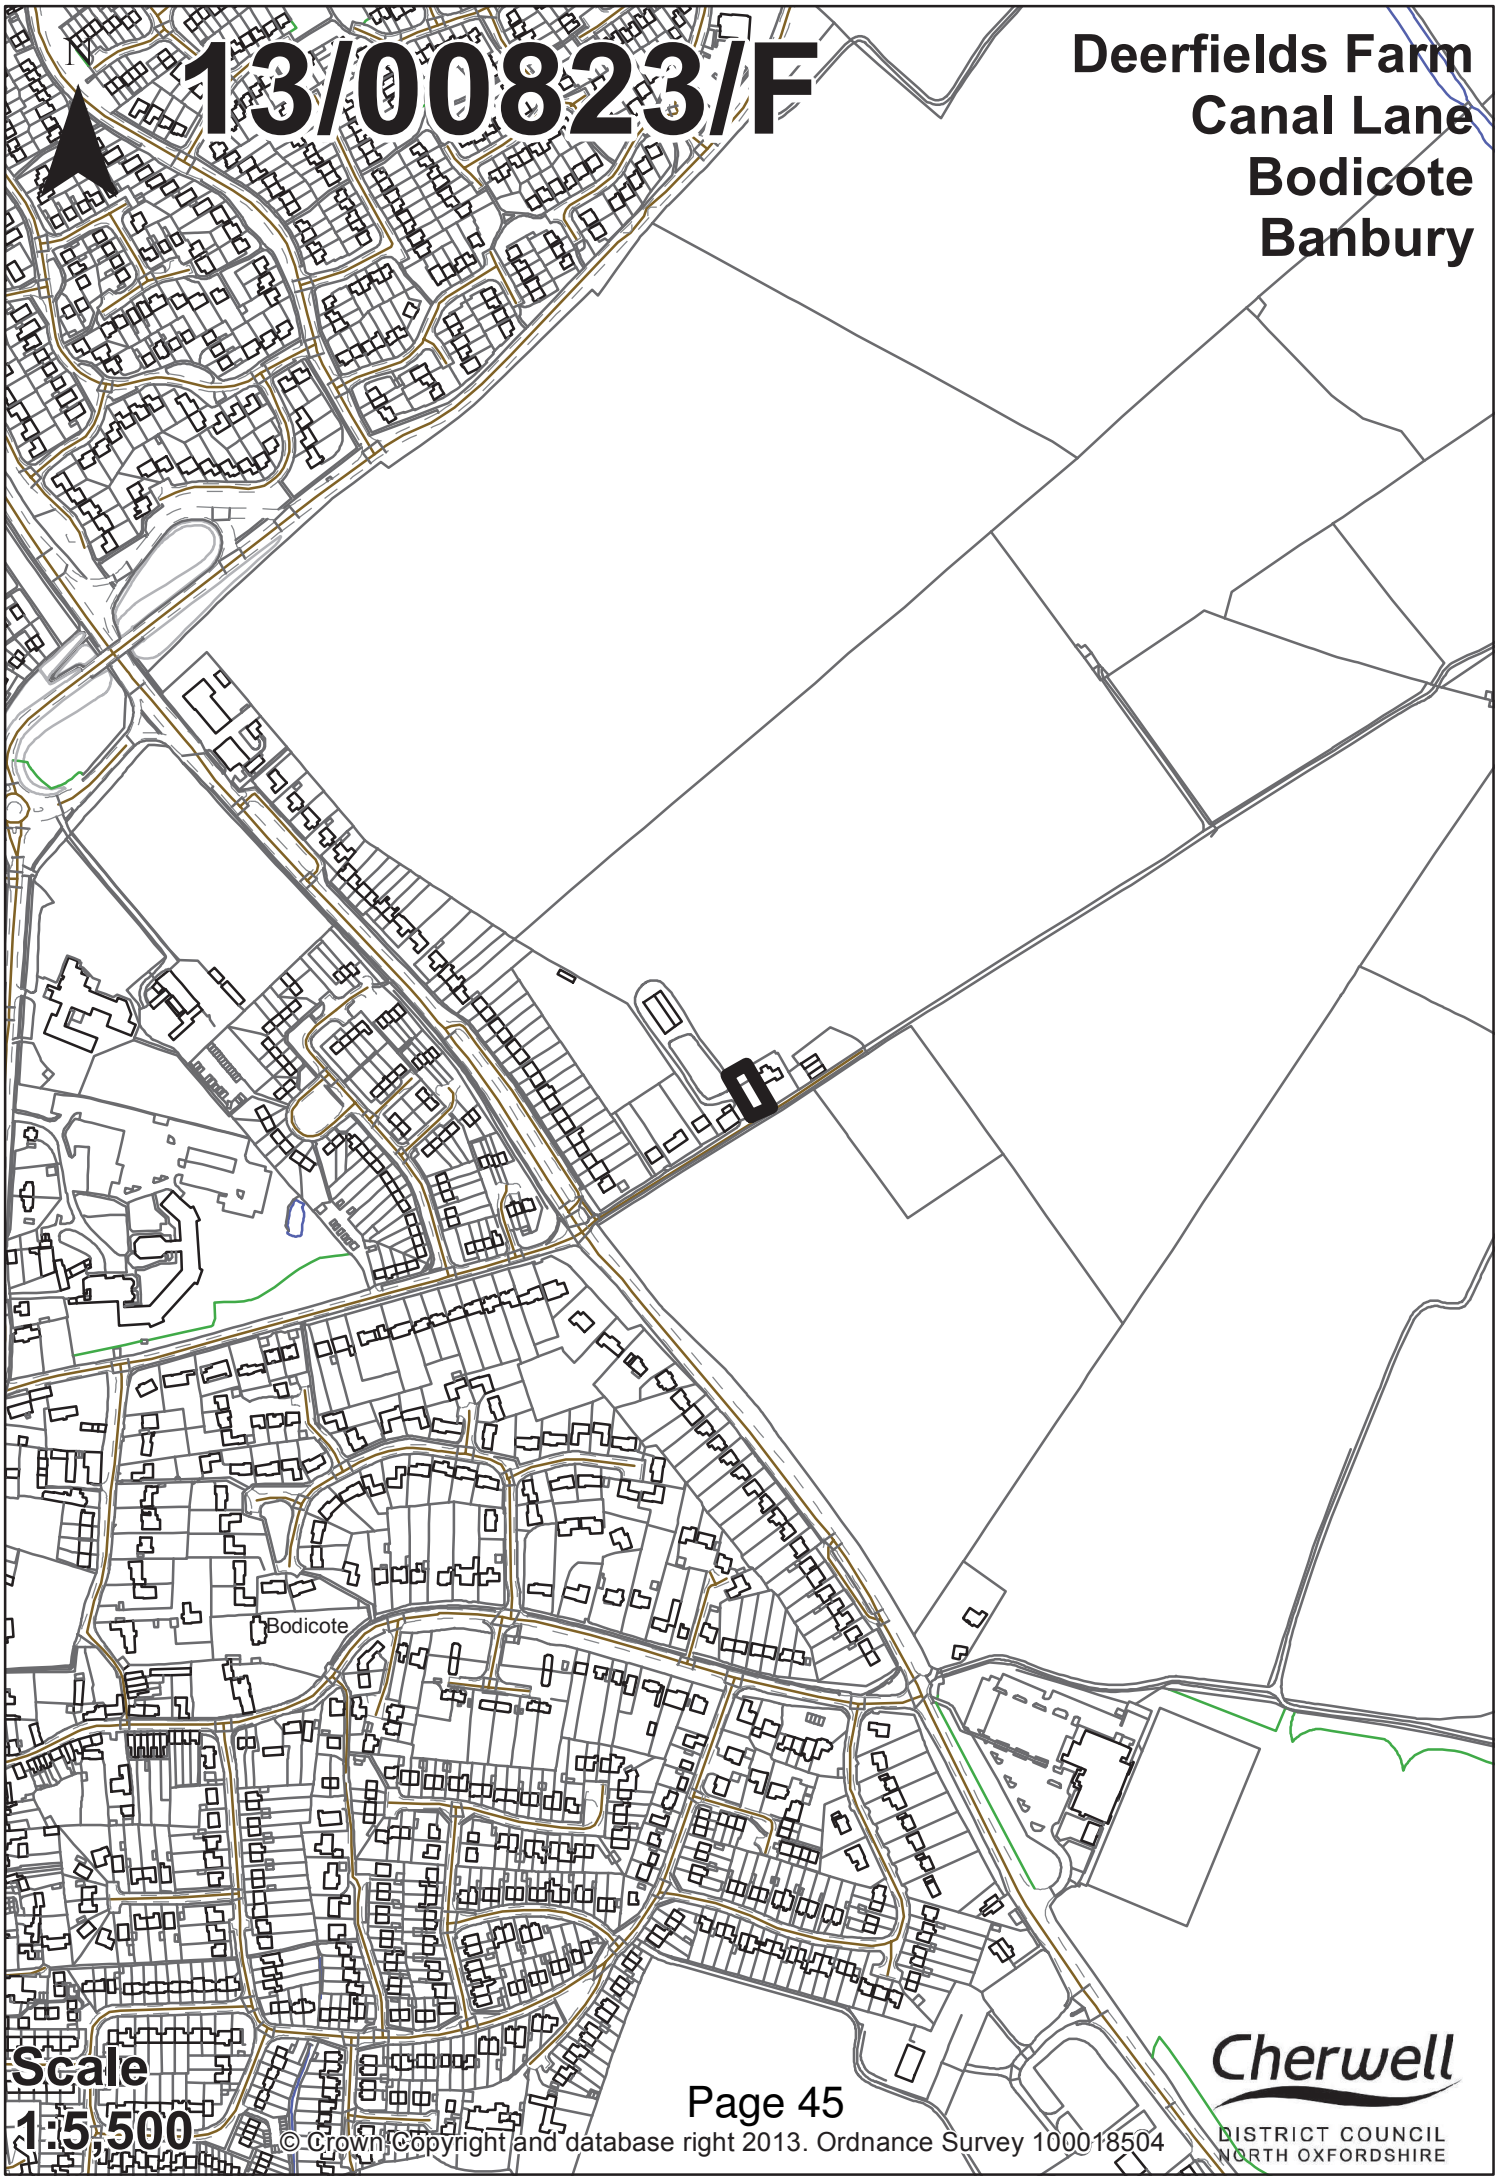 N
13/00823/F
Deerfields Farm
Canal Lane
Bodicote
Banbury
Bodicote
Scale
1:5,500
Page 45
© Crown Copyright and database right 2013. Ordnance Survey 100018504
Cherwell
DISTRICT COUNCIL
NORTH OXFORDSHIRE